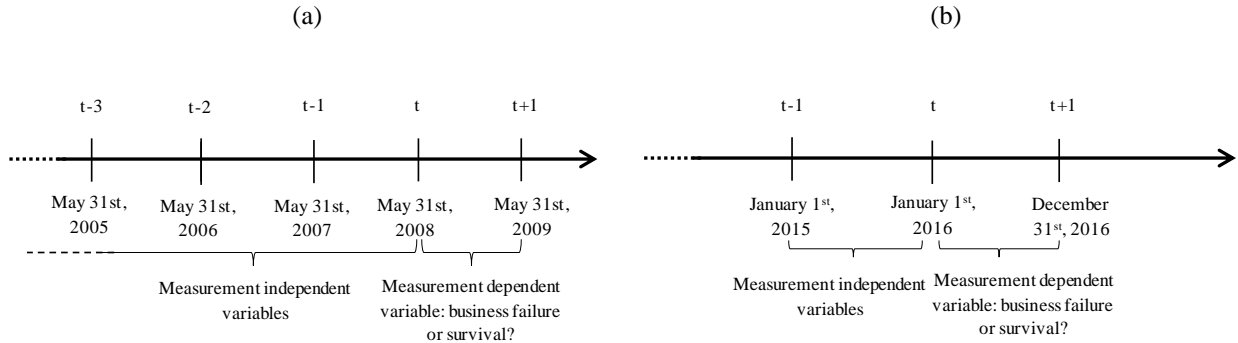 (a)
t-3 t-2 t-1 t t+1
May 31st, May 31st, May 31st, May 31st, May 31st,
2005 2006 2007 2008 2009
Measurement independent
variables
Measurement dependent
variable: business failure
or survival?
(b)
t-1 t t+1
January 1st, January 1st, December
2015 2016 31st, 2016
Measurement independent
variables
Measurement dependent
variable: business failure
or survival?